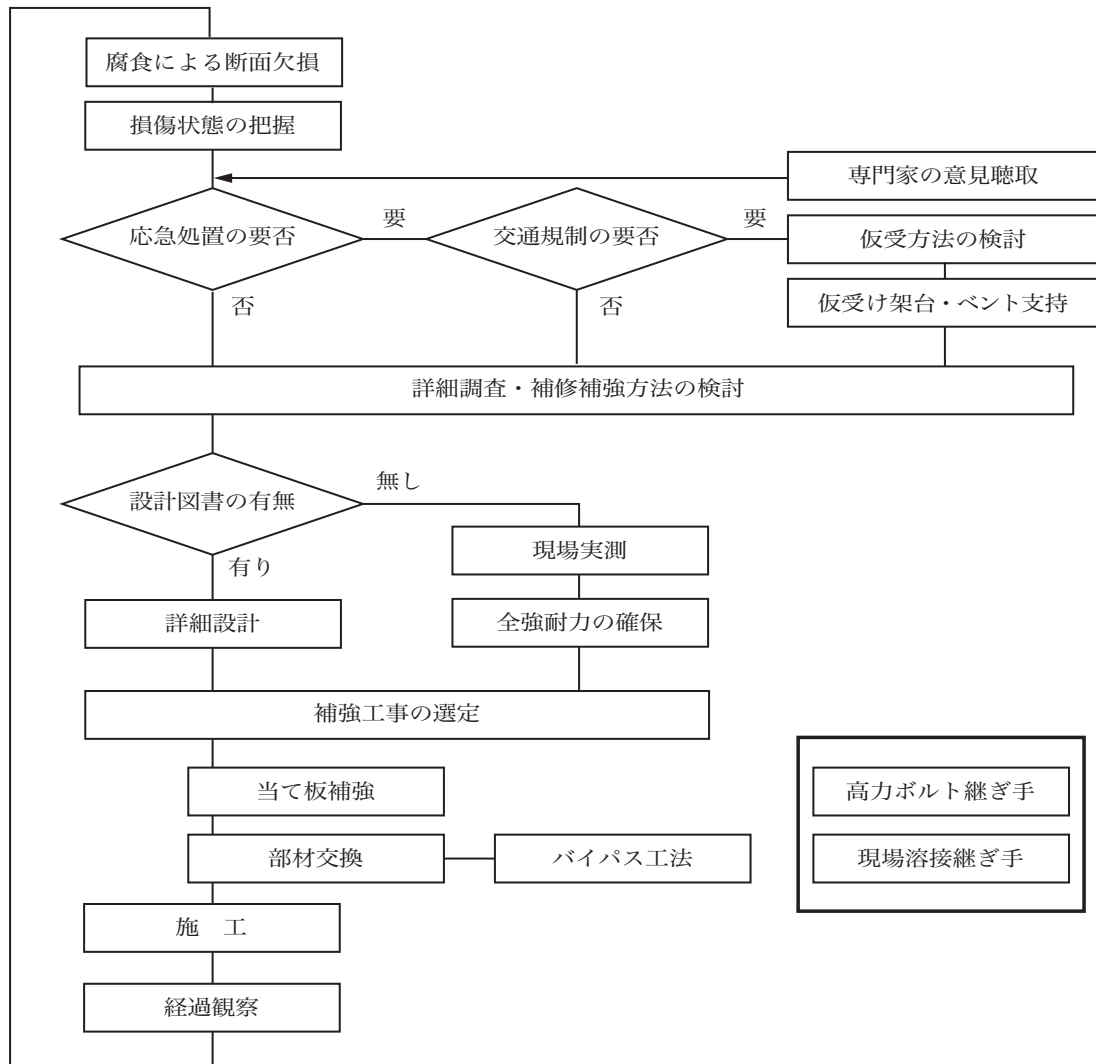 腐食による断面欠損
損傷状態の把握
専門家の意見聴取
応急処置の要否
要
交通規制の要否
要
仮受方法の検討
否
否
仮受け架台・ベント支持
詳細調査・補修補強方法の検討
設計図書の有無
無し
有り
現場実測
詳細設計
全強耐力の確保
補強工事の選定
当て板補強
高力ボルト継ぎ手
部材交換
バイパス工法
現場溶接継ぎ手
施　工
経過観察